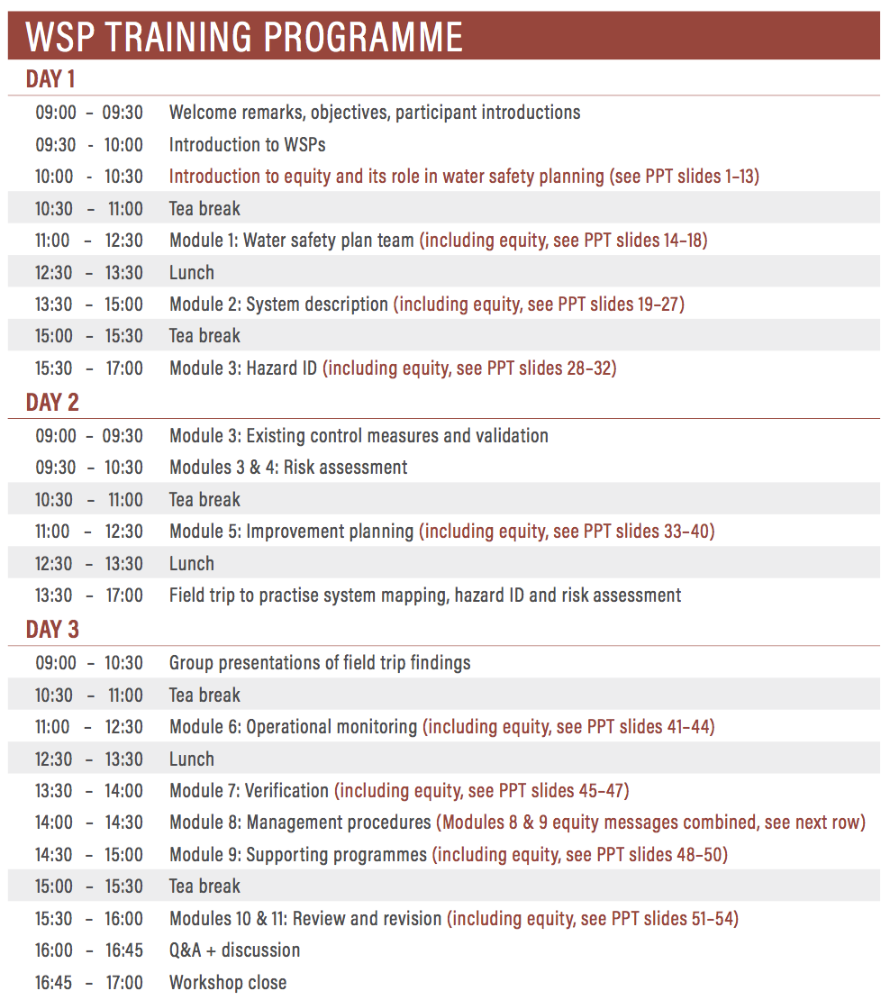 WSP TRAINING PROGRAMME
DAY 1
09:00 – 09:30 Welcome remarks, objectives, participant introductions
09:30 - 10:00 Introduction to WSPs
10:00 - 10:30 Introduction to equity and its role in water safety planning (see PPT slides 1–13)
10:30 – 11:00 Tea break
11:00 – 12:30 Module 1: Water safety plan team (including equity, see PPT slides 14–18)
12:30 – 13:30 Lunch
13:30 – 15:00 Module 2: System description (including equity, see PPT slides 19–27)
15:00 – 15:30 Tea break
15:30 – 17:00 Module 3: Hazard ID (including equity, see PPT slides 28–32)
DAY 2
09:00 – 09:30 Module 3: Existing control measures and validation
09:30 – 10:30 Modules 3 & 4: Risk assessment
10:30 – 11:00 Tea break
11:00 – 12:30 Module 5: Improvement planning (including equity, see PPT slides 33–40)
12:30 – 13:30 Lunch
13:30 – 17:00 Field trip to practise system mapping, hazard ID and risk assessment
DAY 3
09:00 – 10:30 Group presentations of field trip findings
10:30 – 11:00 Tea break
11:00 – 12:30 Module 6: Operational monitoring (including equity, see PPT slides 41–44)
12:30 – 13:30 Lunch
13:30 – 14:00 Module 7: Verification (including equity, see PPT slides 45–47)
14:00 – 14:30 Module 8: Management procedures (Modules 8 & 9 equity messages combined, see next row)
14:30 – 15:00 Module 9: Supporting programmes (including equity, see PPT slides 48–50)
15:00 – 15:30 Tea break
15:30 – 16:00 Modules 10 & 11: Review and revision (including equity, see PPT slides 51–54)
16:00 – 16:45 Q&A + discussion
16:45 – 17:00 Workshop close